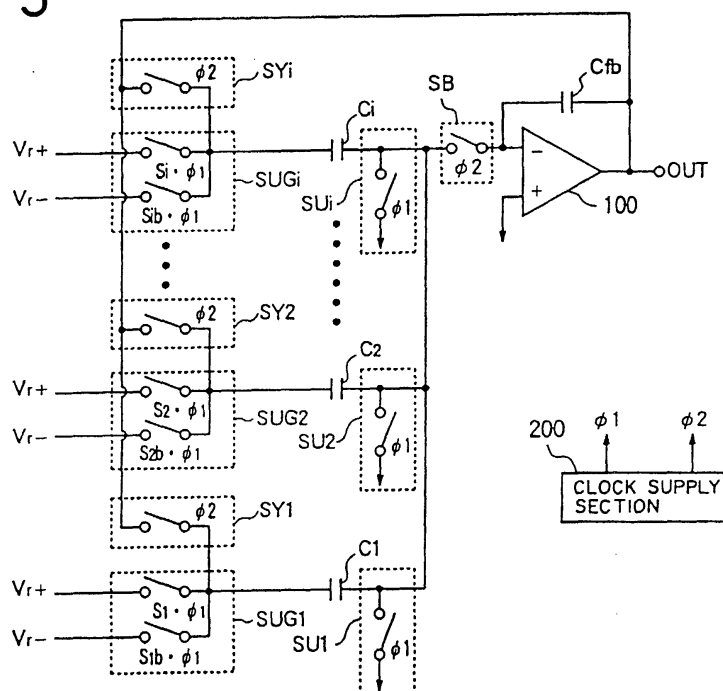 5
φ2
SYi
Cfb
SB
Ci
Vr+
Si・φ1
φ2
−
OUT
SUGi
+
100
Vr−
Sib・φ1
SUi
φ1
φ2
SY2
C2
Vr+
S2・φ1
SUG2
Vr−
S2b・φ1
SU2
φ1
200
φ1
φ2
φ2
SY1
CLOCK SUPPLY
SECTION
C1
Vr+
S1・φ1
SUG1
Vr−
S1b・φ1
SU1
φ1